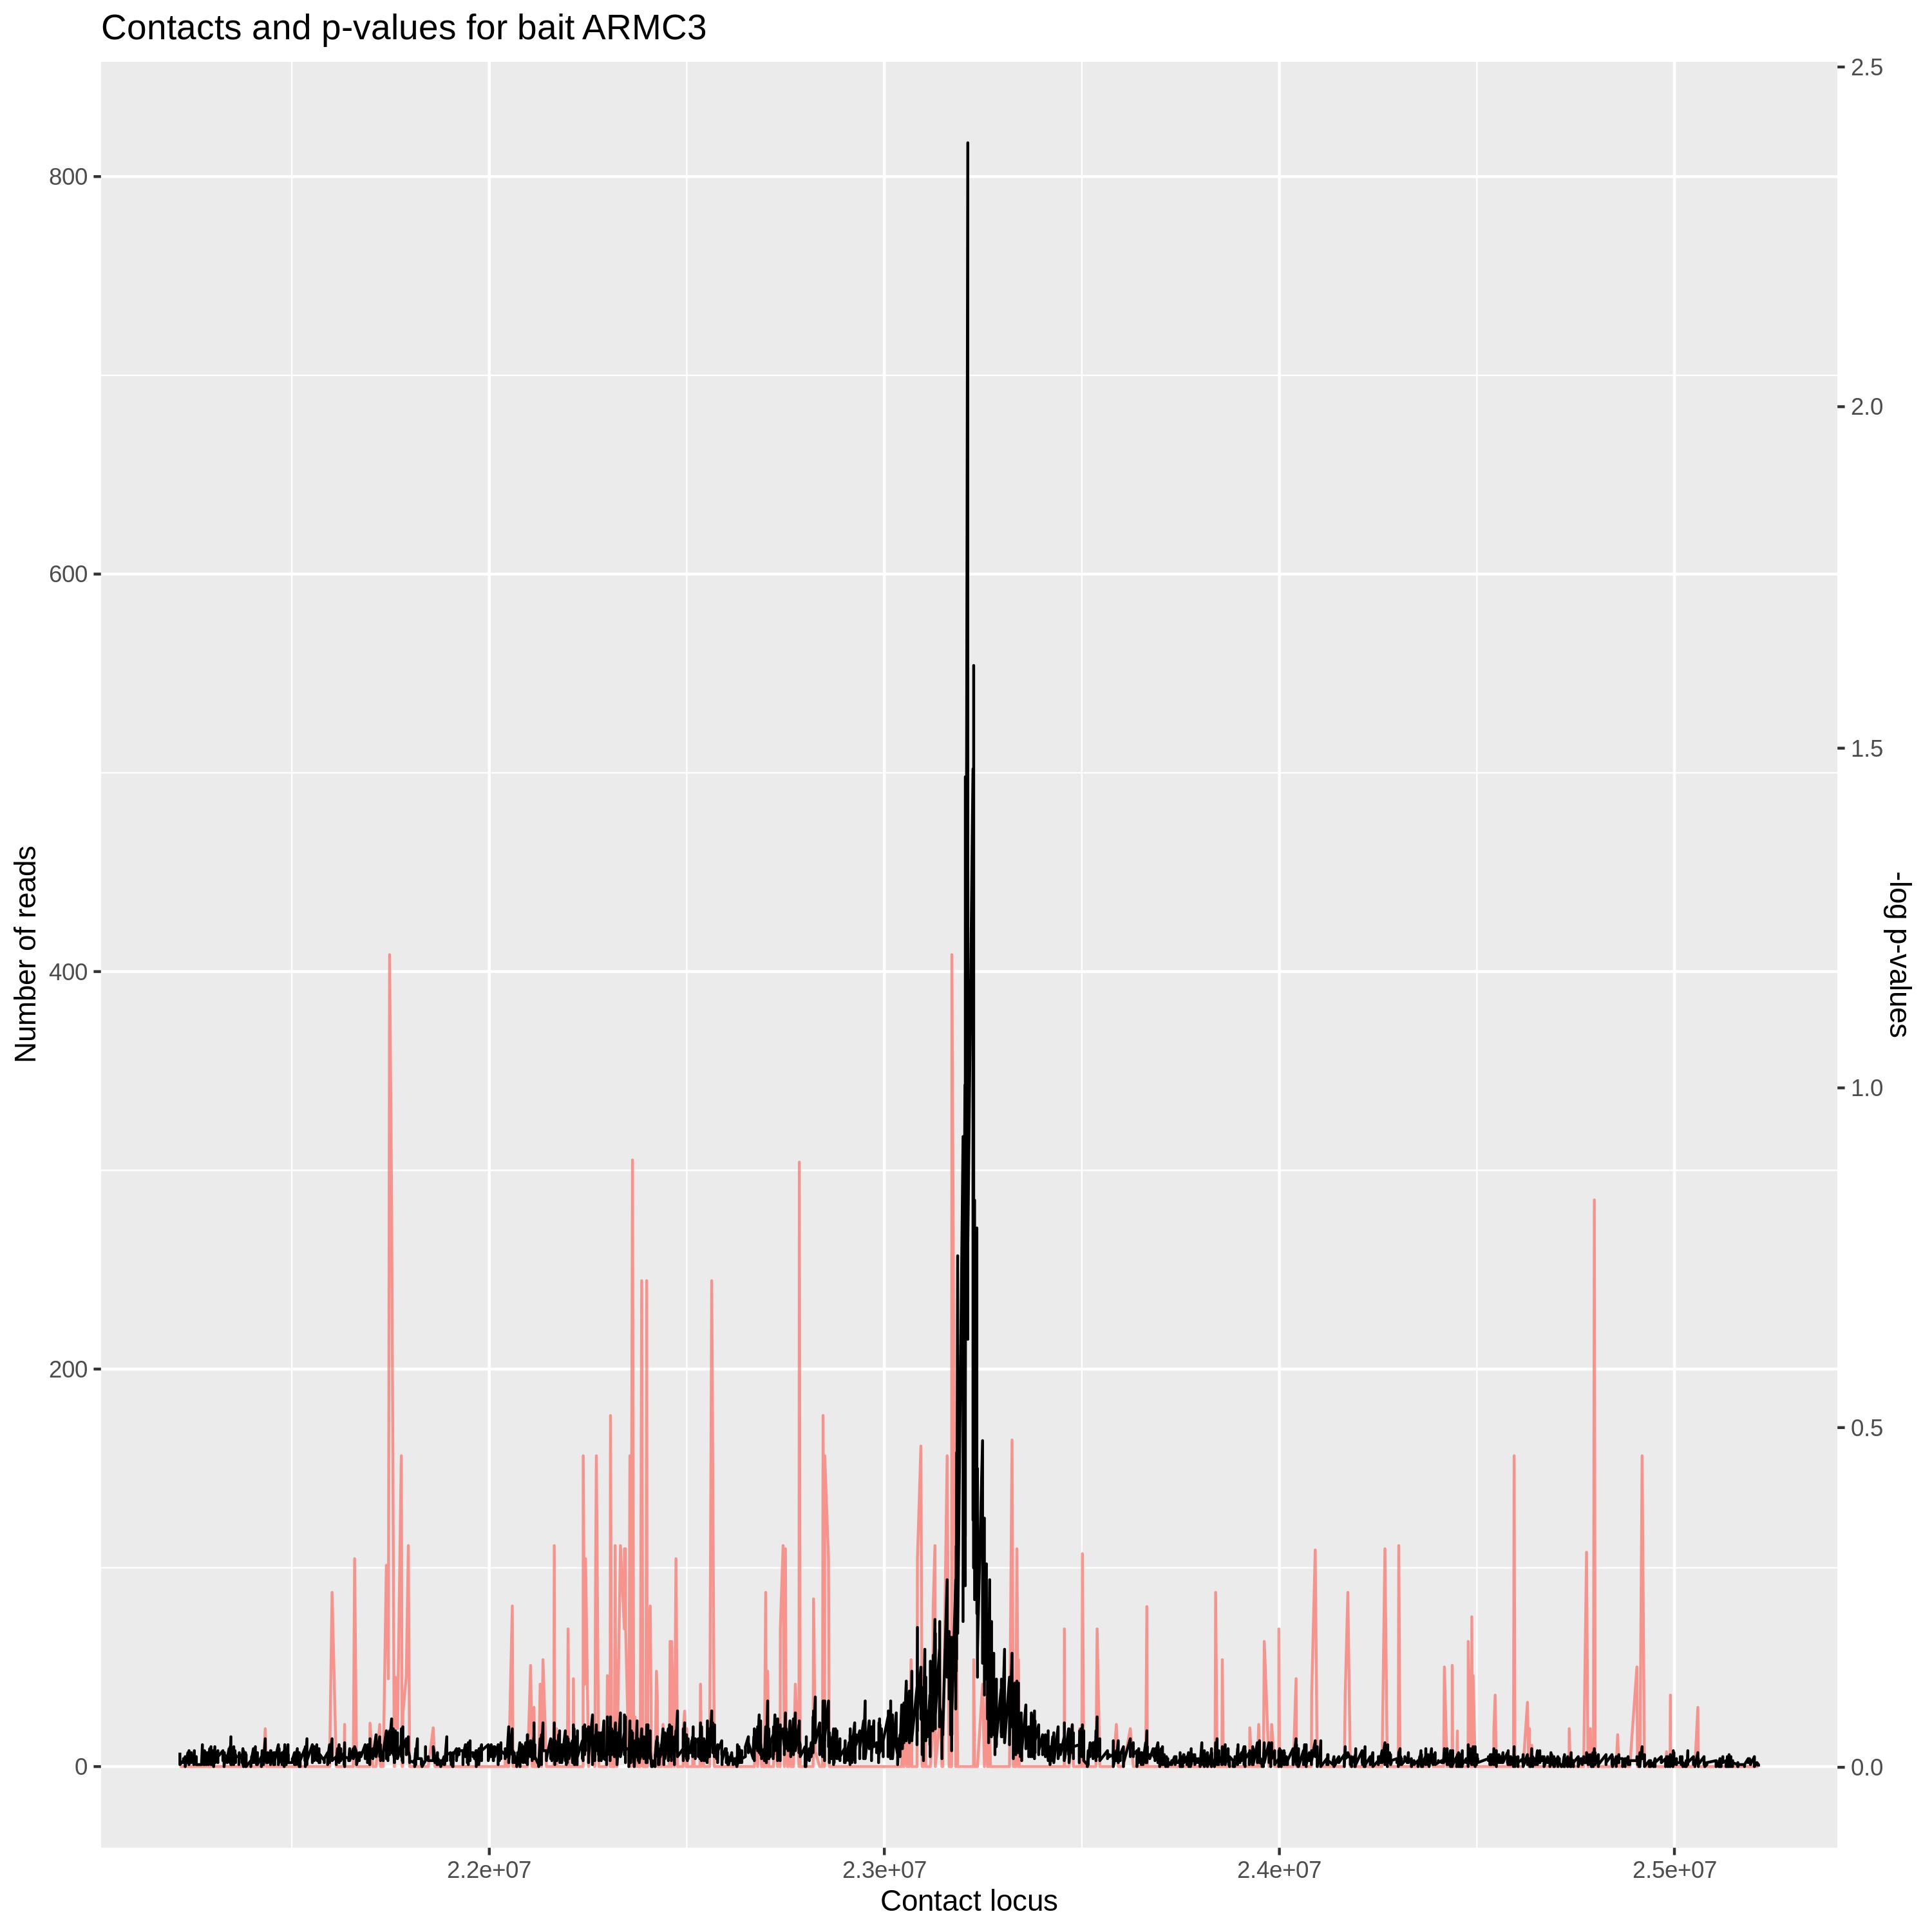 Contacts and p-values for bait ARMC3
800
600
400
200
0
Number of reads
2.5
2.0
1.5
1.0
0.5
0.0
-log p-values
2.2e+07
2.3e+07
2.4e+07
2.5e+07
Contact locus